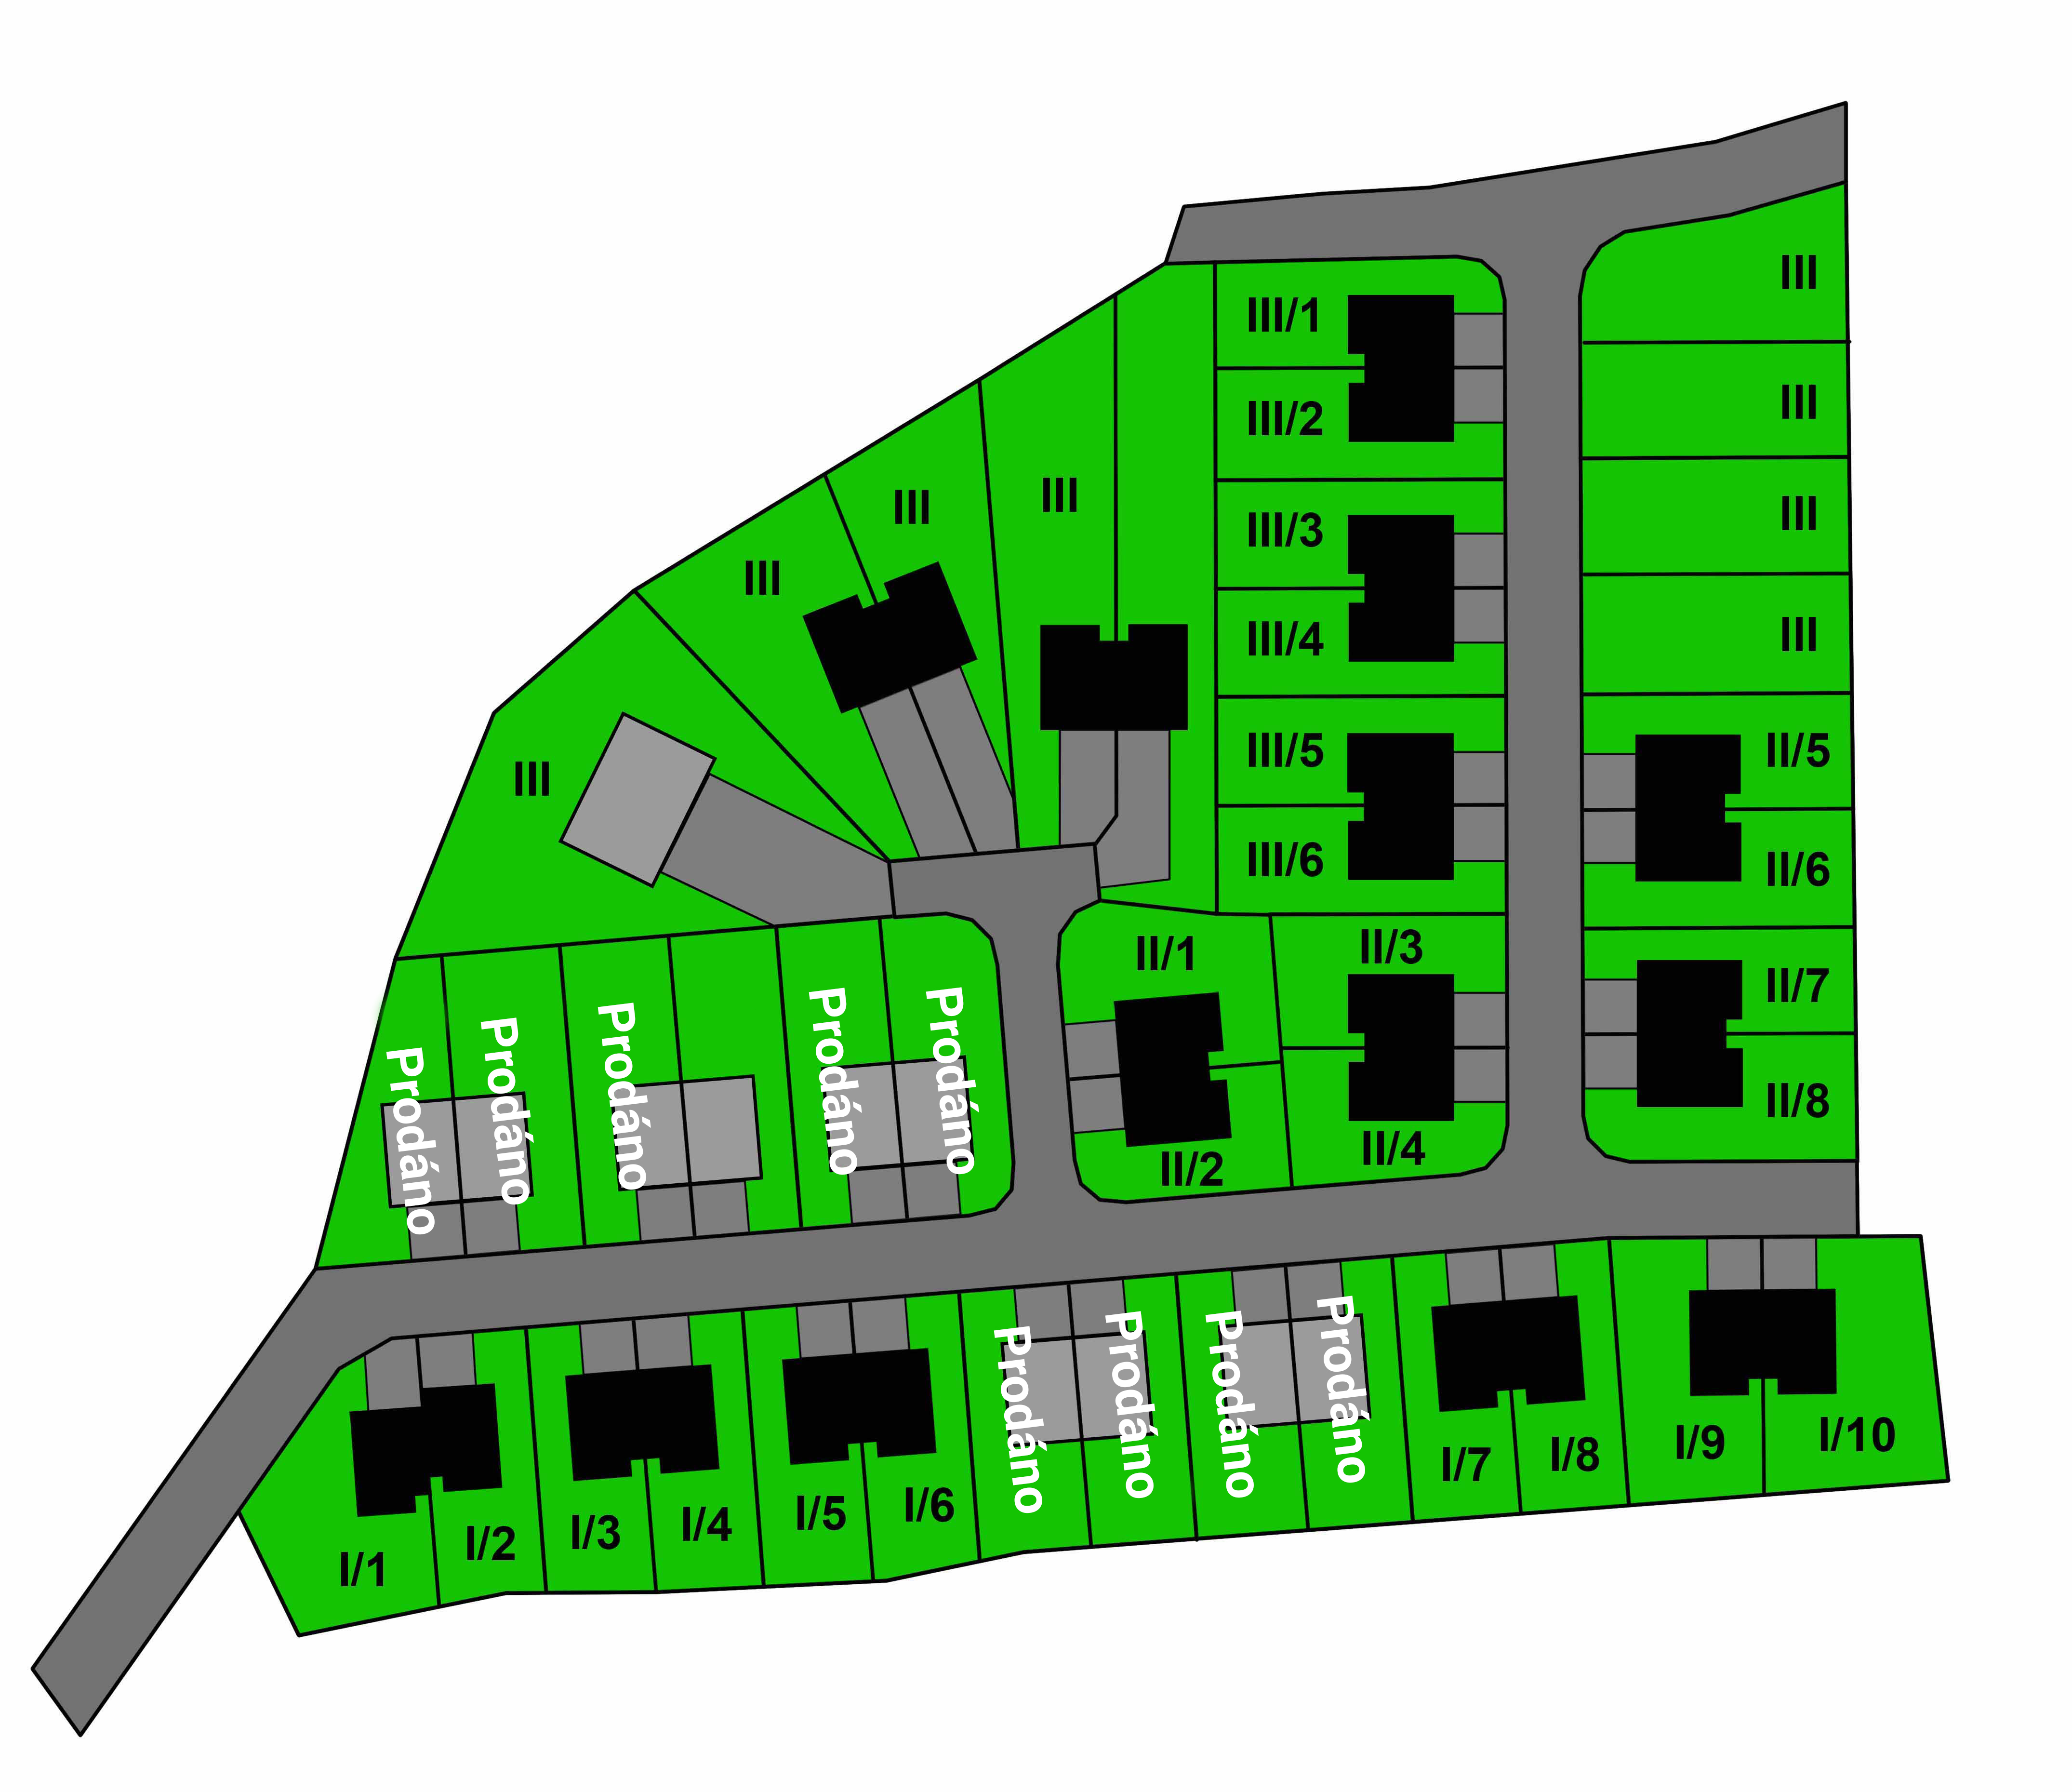 III
III/1
III
III/2
III
III
III
III/3
III
III
III/4
III
III/5
II/5
III/6
II/6
II/1
II/3
II/7
Prodáno
Prodáno
Prodáno
Prodáno
Prodáno
II/8
II/2
II/4
Prodáno
Prodáno
Prodáno
Prodáno
I/1
I/2
I/3
I/4
I/5
I/6
I/7
I/8
I/9
I/10